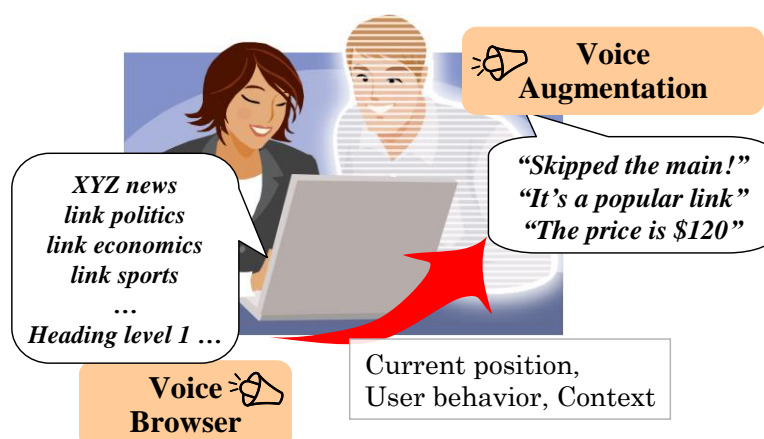 Voice
Augmentation
“Skipped the main!”
“It’s a popular link”
“The price is $120”
XYZ news
link politics
link economics
link sports
…
Heading level 1 …
Current position,
User behavior, Context
Voice
Browser